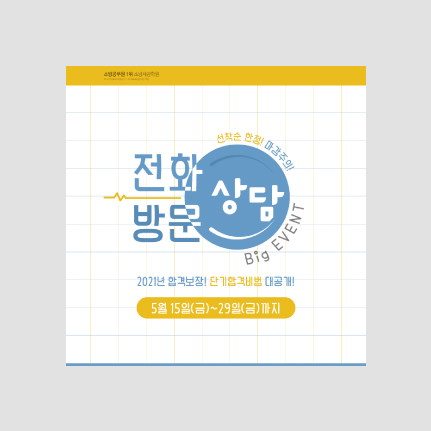 소방공무원 1위 소방사관학원
선착순 한정! 마감주의!
전화
방문
상담
Big EVENT
2021년 합격보장! 단기합격비법 대공개!
5월 15일(금)~29일(금)까지